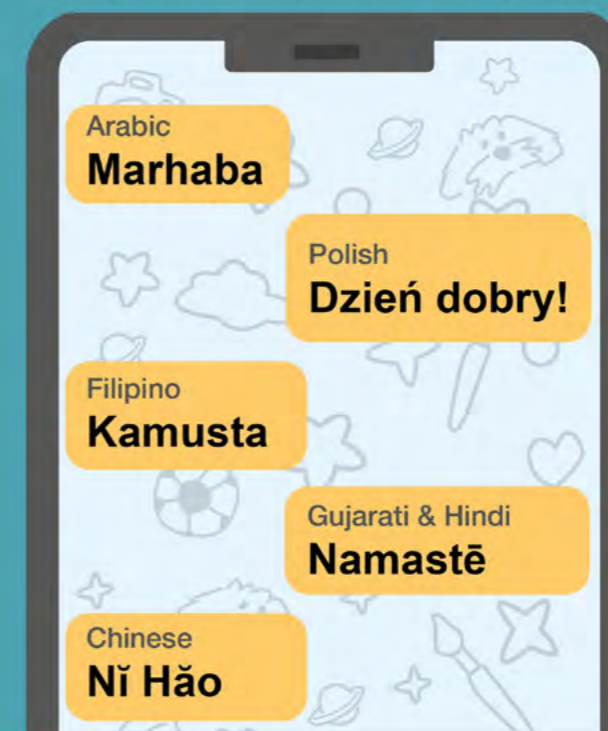 Arabic
Marhaba
Polish
Dzień dobry!
Filipino
Kamusta
Gujarati & Hindi
Namastē
Chinese
Nĭ Hăo